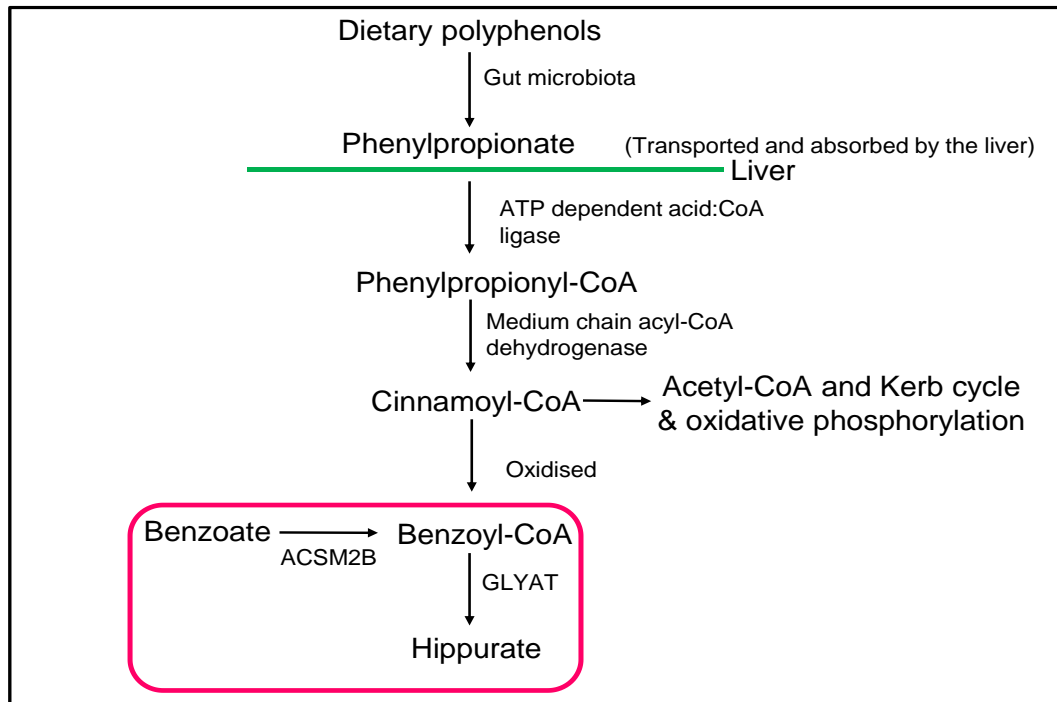 Dietary polyphenols
Gut microbiota
Phenylpropionate
(Transported and absorbed by the liver)
Liver
ATP dependent acid:CoA
ligase
Phenylpropionyl-CoA
Medium chain acyl-CoA
dehydrogenase
Cinnamoyl-CoA
Acetyl-CoA and Kerb cycle
& oxidative phosphorylation
Oxidised
Benzoate
ACSM2B
Benzoyl-CoA
GLYAT
Hippurate